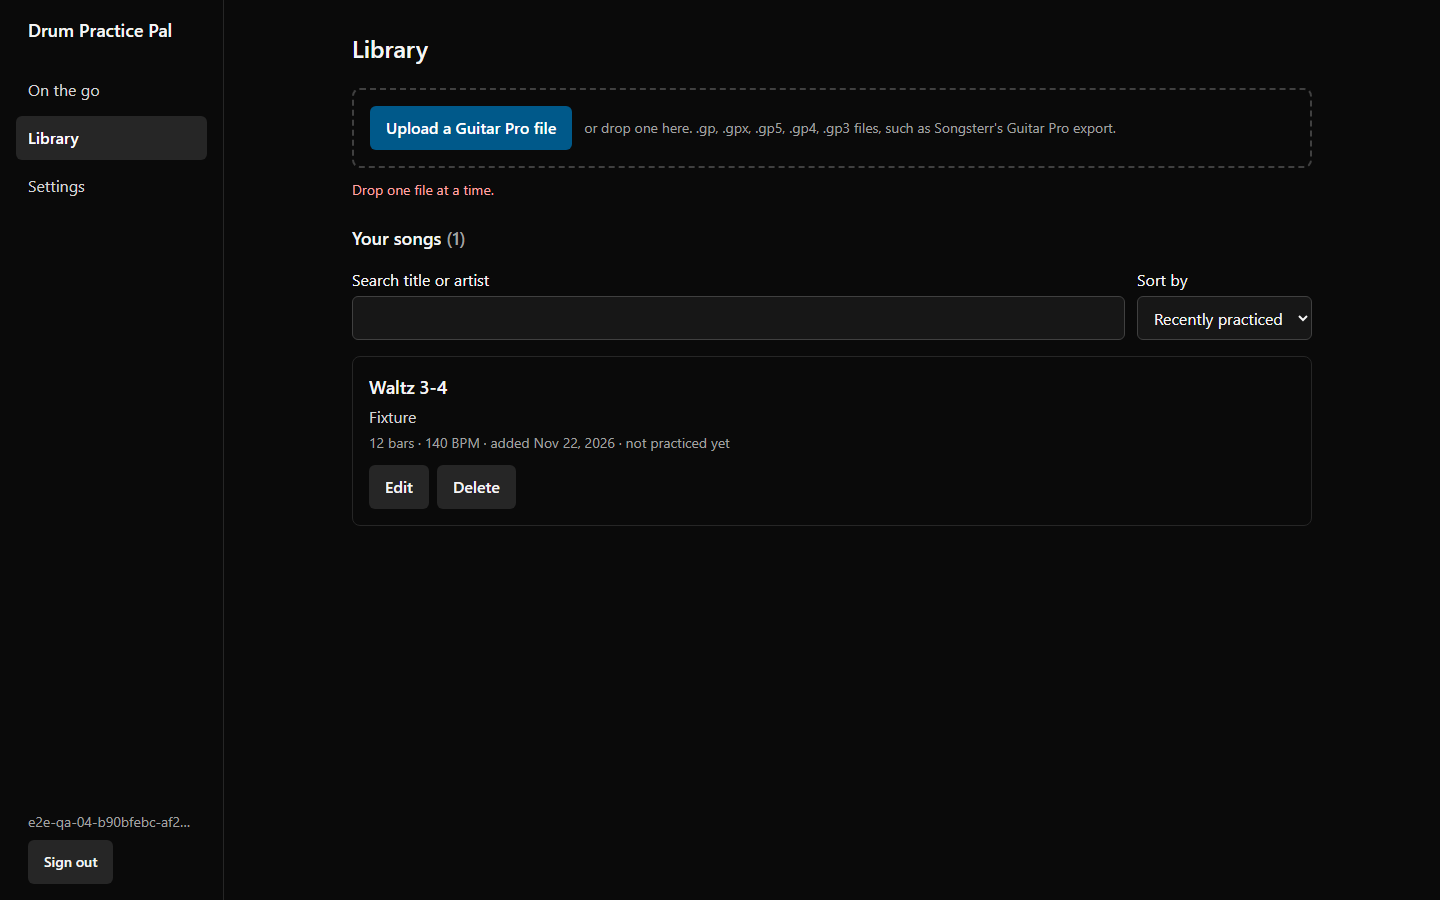 Drum Practice Pal
On the go
Library
Settings
e2e-qa-04-b90bfebc-af2...
Sign out
Library
Upload a Guitar Pro file or drop one here. .gp, .gpx, .gp5, .gp4, .gp3 files, such as Songsterr's Guitar Pro export.
Drop one file at a time.
Your songs (1)
Search title or artist
Sort by
Recently practiced
Waltz 3-4
Fixture
12 bars · 140 BPM · added Nov 22, 2026 · not practiced yet
Edit Delete